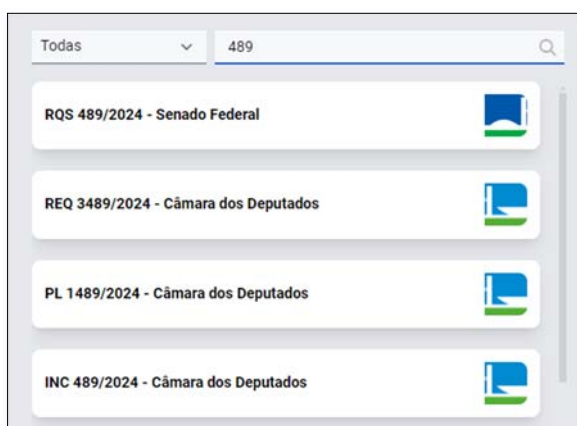 Todas
489
RQS 489/2024 - Senado Federal
REQ 3489/2024 - Câmara dos Deputados
PL 1489/2024 - Câmara dos Deputados
INC 489/2024 - Câmara dos Deputados